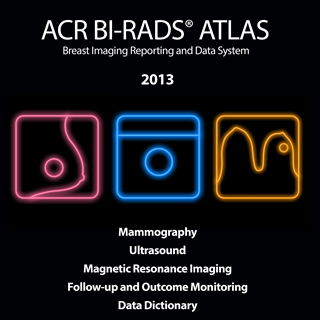 ACR BI-RADS® ATLAS
Breast Imaging Reporting and Data System
2013
Mammography
Ultrasound
Magnetic Resonance Imaging
Follow-up and Outcome Monitoring
Data Dictionary